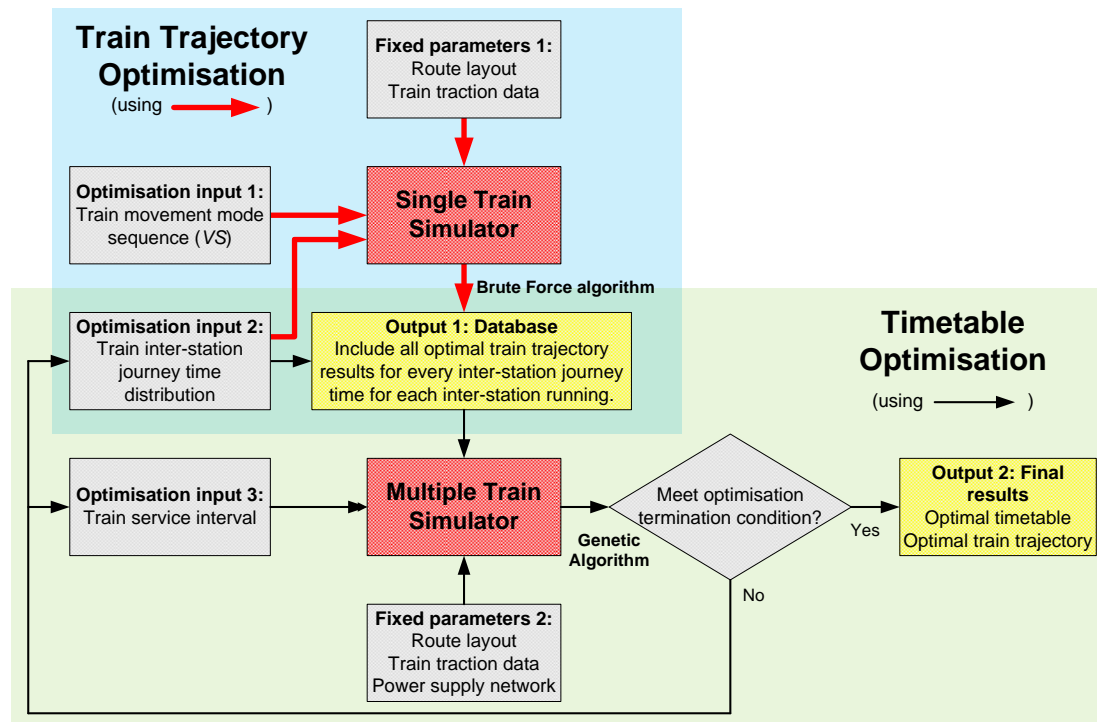 Train Trajectory
Optimisation
(using )
Fixed parameters 1:
Route layout
Train traction data
Optimisation input 1:
Train movement mode
sequence (VS)
Single Train
Simulator
Brute Force algorithm
Optimisation input 2:
Train inter-station
journey time
distribution
Output 1: Database
Include all optimal train trajectory
results for every inter-station journey
time for each inter-station running.
Timetable
Optimisation
(using )
Optimisation input 3:
Train service interval
Multiple Train
Simulator
Genetic
Algorithm
Meet optimisation
termination condition?
Yes
No
Output 2: Final
results
Optimal timetable
Optimal train trajectory
Fixed parameters 2:
Route layout
Train traction data
Power supply network